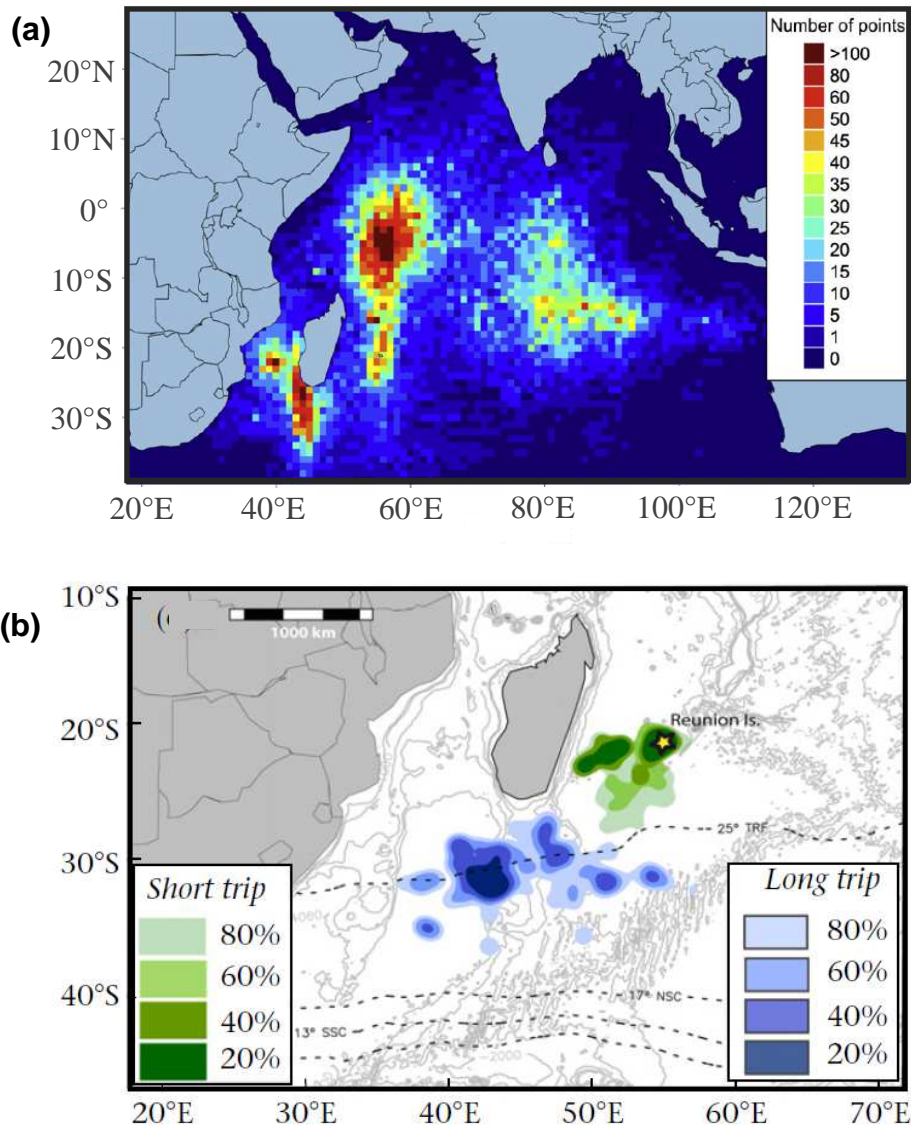 (a)
Number of points
>100
80
60
50
45
40
35
30
25
20
15
10
5
1
0
20°N
10°N
0°
10°S
20°S
30°S
20°E 40°E 60°E 80°E 100°E 120°E
(b)
10°S
20°S
30°S
40°S
((
1000 km
Reunion Is.
25° TRF
17° NSC
13° SSC
2000
Short trip
80%
60%
40%
20%
Long trip
80%
60%
40%
20%
20°E 30°E 40°E 50°E 60°E 70°E